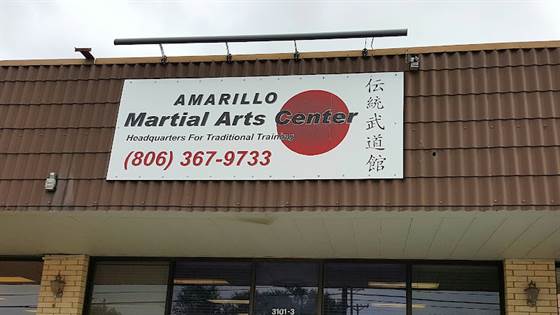 AMARILLO
Martial Arts Center
Headquarters For Traditional Training
(806) 367-9733
伝統武道館
3101-3